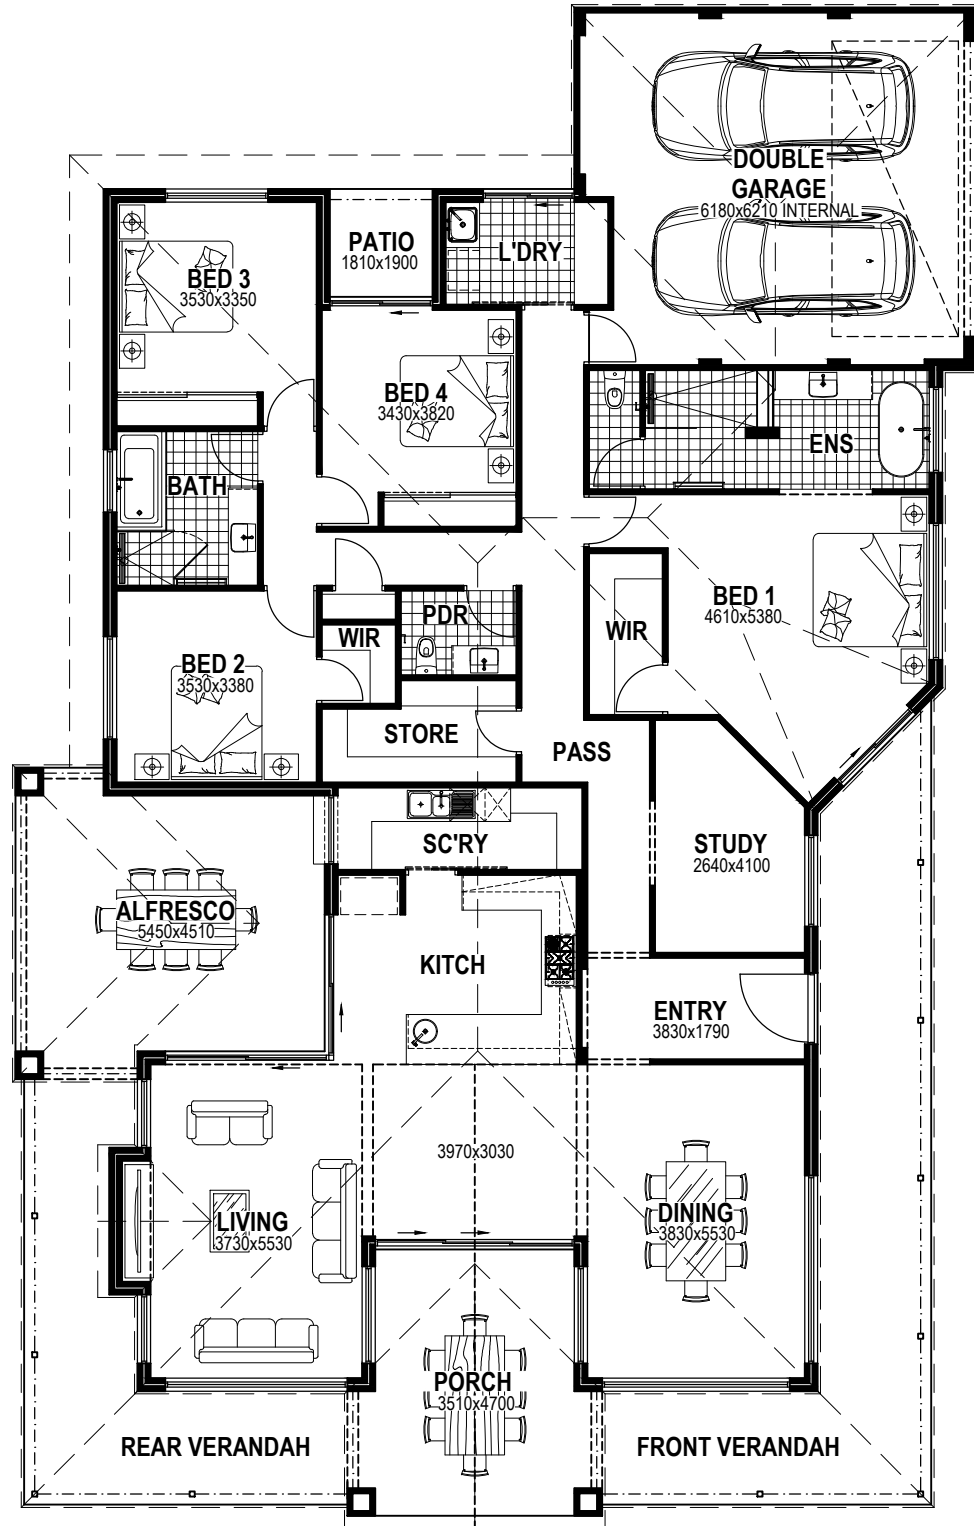 DOUBLE
GARAGE
6180x6210 INTERNAL
PATIO
1810x1900
L'DRY
BED 3
3530x3350
BED 4
3430x3820
ENS
BATH
BED 1
4610x5380
PDR
WIR
WIR
BED 2
3530x3380
STORE
PASS
SC'RY
STUDY
2640x4100
ALFRESCO
5450x4510
KITCH
ENTRY
3830x1790
3970x3030
LIVING
3730x5530
DINING
3830x5530
PORCH
3510x4700
REAR VERANDAH
FRONT VERANDAH